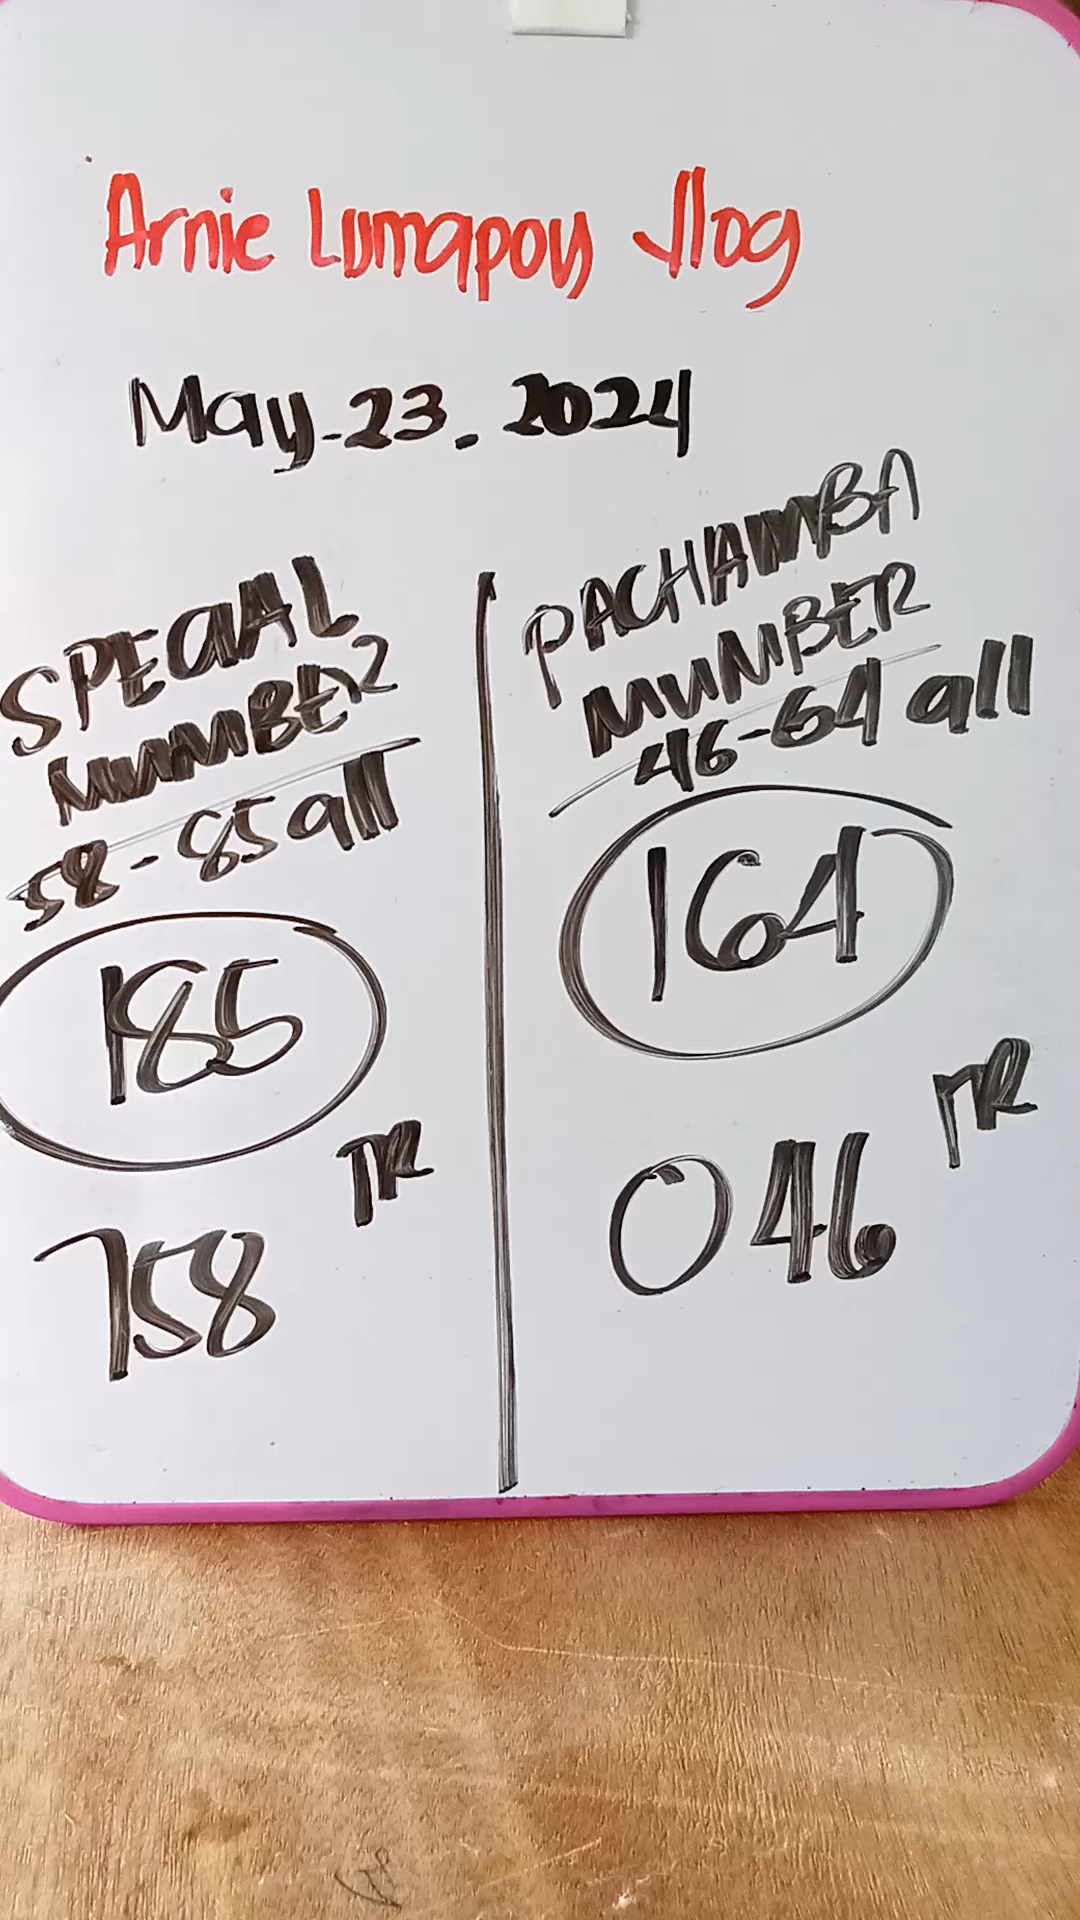 Arnie Lumapoy Vlog
May-23, 2024
SPECIAL
NUMBER
58-85 all
185
TR
758
PACHAMBA
NUMBER
46-64 all
164
TR
046